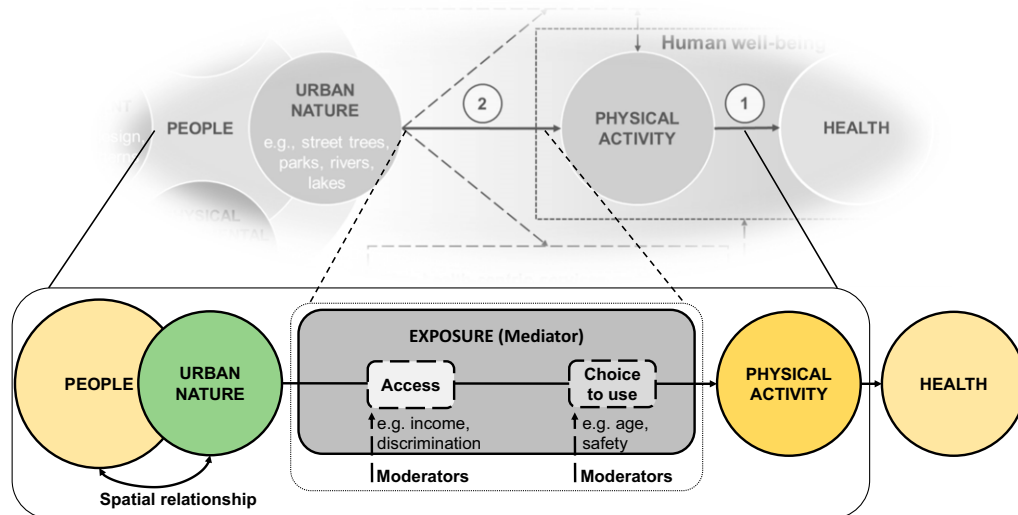 Human well-being
URBAN
NATURE
2
1
PEOPLE
PHYSICAL
ACTIVITY
HEALTH
e.g., street trees,
parks, rivers,
lakes
PHYSICAL
EXPOSURE (Mediator)
PEOPLE
URBAN
NATURE
Access
Choice
to use
PHYSICAL
ACTIVITY
HEALTH
e.g. income,
discrimination
e.g. age,
safety
Moderators
Moderators
Spatial relationship